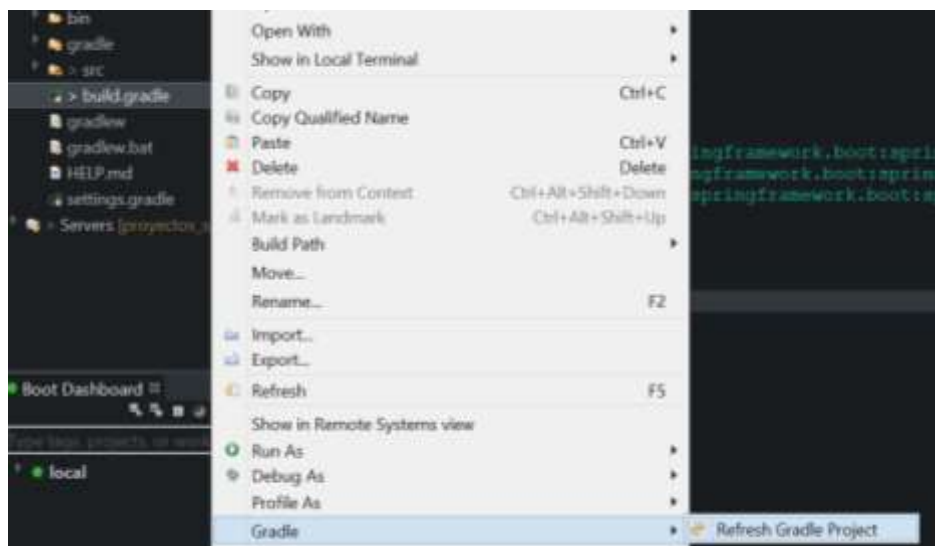 bin
gradle
> src
> build.gradle
gradlew
gradlew.bat
HELP.md
settings.gradle
> Servers [proyectos_s
Boot Dashboard
local
Open With
Show in Local Terminal
Copy Ctrl+C
Copy Qualified Name
Paste Ctrl+V
Delete Delete
Remove from Context Ctrl+Alt+Shift+Down
Mark as Landmark Ctrl+Alt+Shift+Up
Build Path
Move...
Rename... F2
Import...
Export...
Refresh F5
Show in Remote Systems view
Run As
Debug As
Profile As
Gradle
Refresh Gradle Project
ingframework.boot:sprin
ngframework.boot:sprin
springframework.boot:s